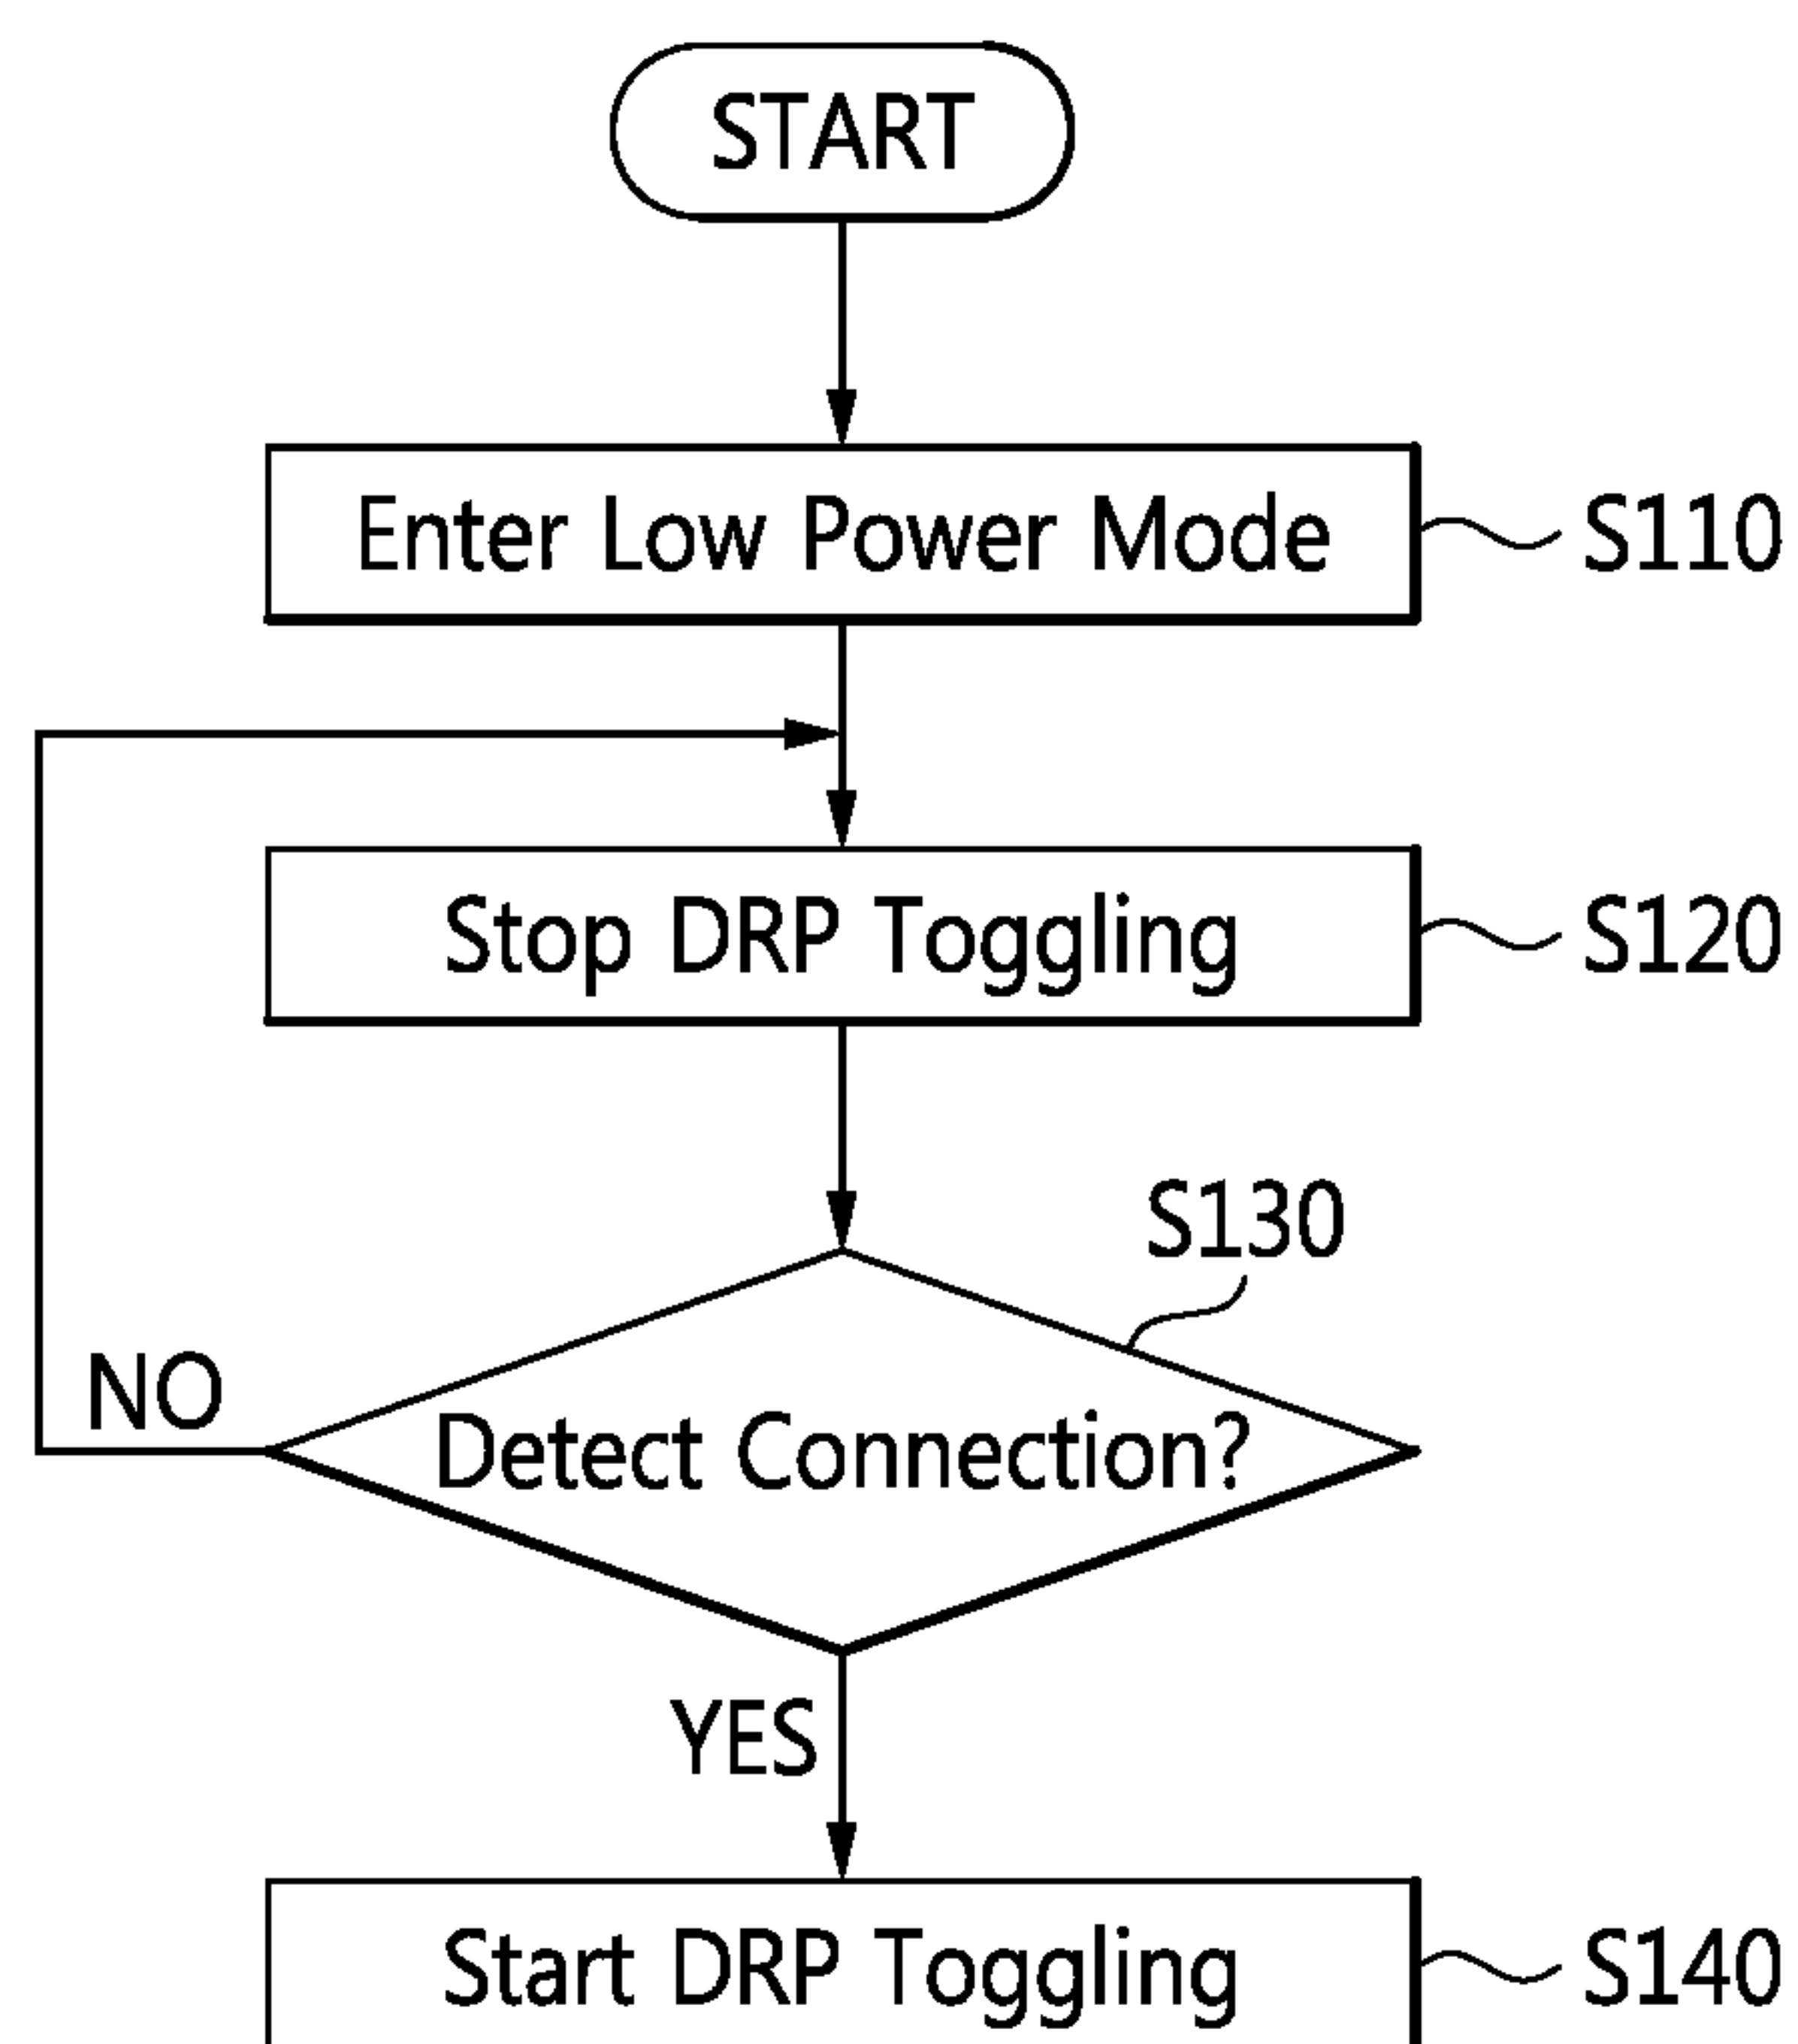 START
Enter Low Power Mode
S110
Stop DRP Toggling
S120
S130
NO
Detect Connection?
YES
Start DRP Toggling
S140